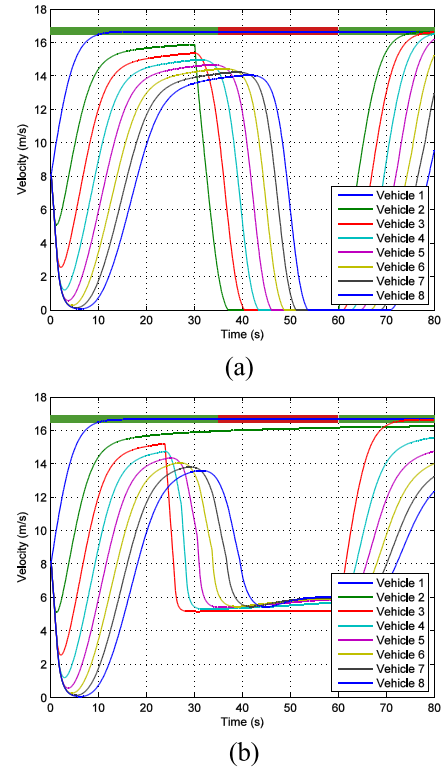 18
16
14
12
10
8
6
4
2
0
Velocity (m/s)
Vehicle 1
Vehicle 2
Vehicle 3
Vehicle 4
Vehicle 5
Vehicle 6
Vehicle 7
Vehicle 8
0 10 20 30 40 50 60 70 80
Time (s)
(a)
18
16
14
12
10
8
6
4
2
0
Velocity (m/s)
Vehicle 1
Vehicle 2
Vehicle 3
Vehicle 4
Vehicle 5
Vehicle 6
Vehicle 7
Vehicle 8
0 10 20 30 40 50 60 70 80
Time (s)
(b)